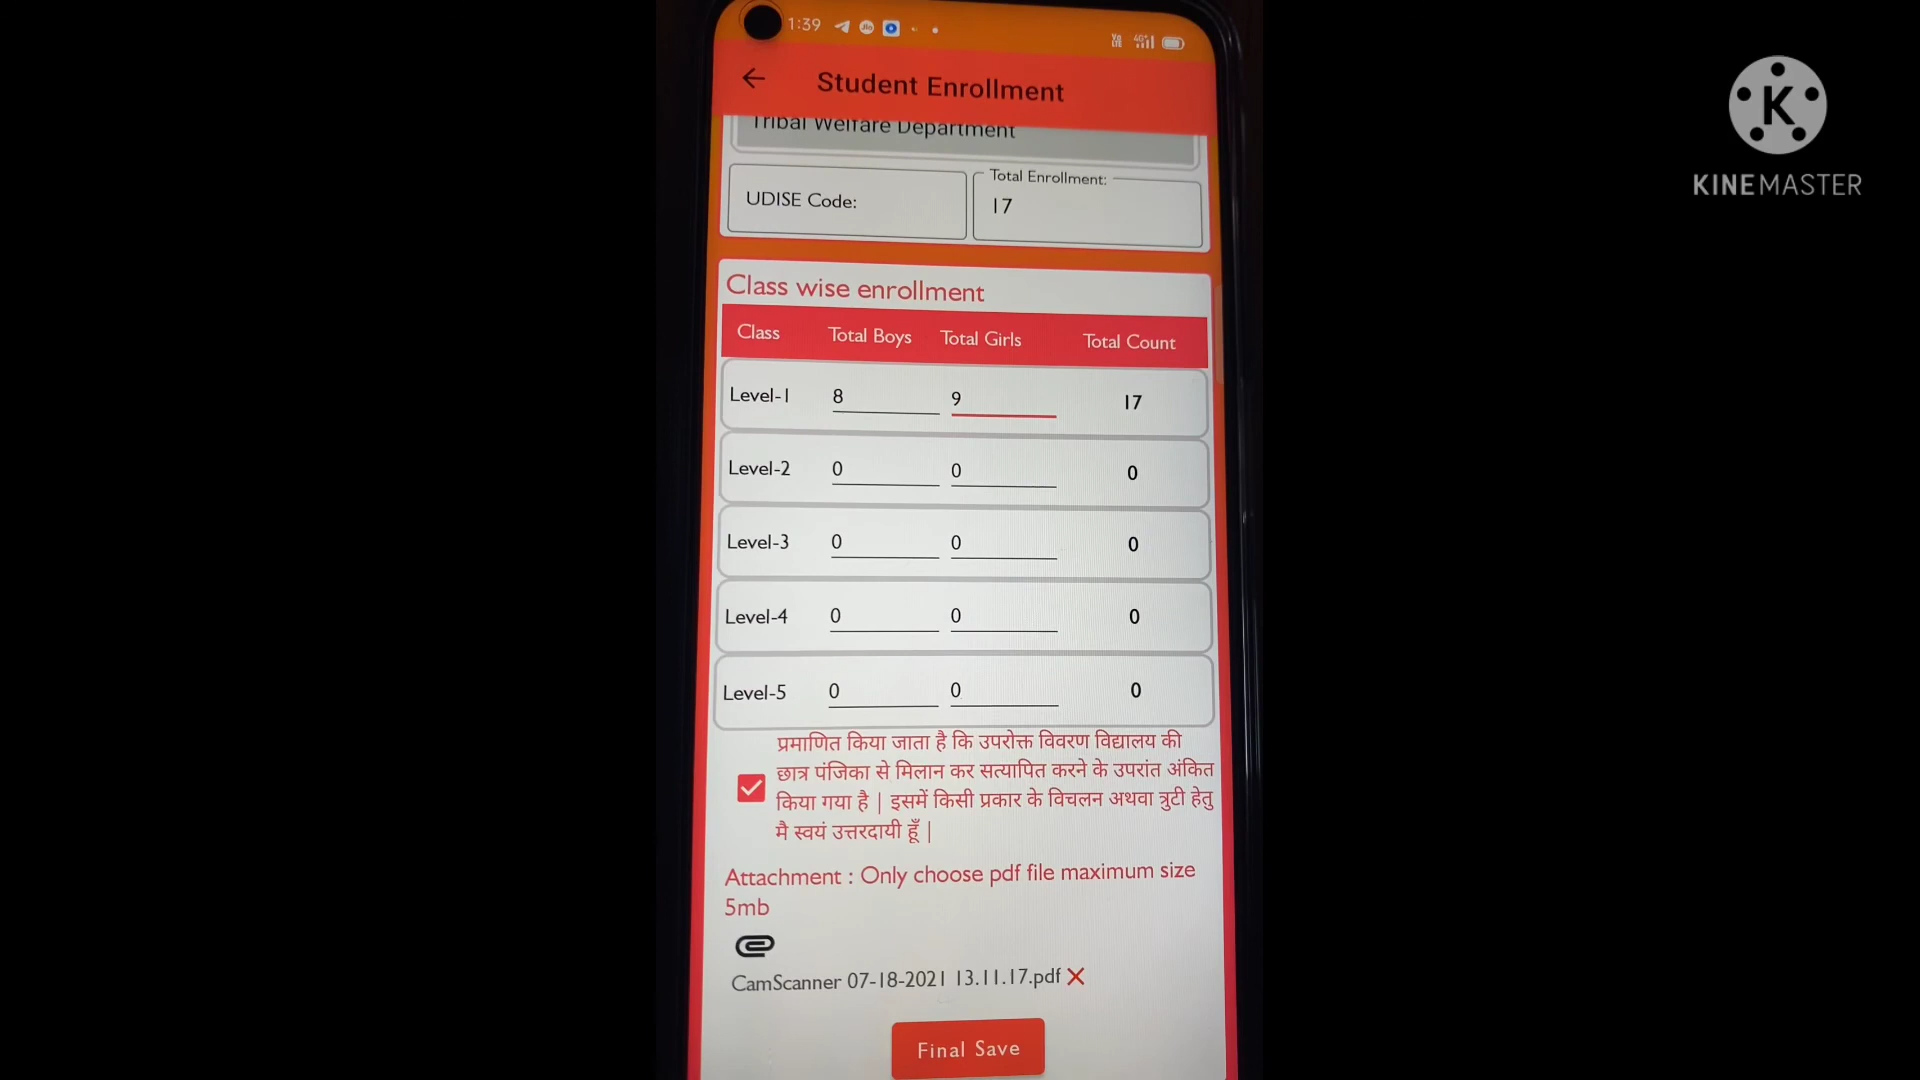 1:39
Student Enrollment
Tribal Welfare Department
UDISE Code:
Total Enrollment:
17
KINEMASTER
Class wise enrollment
Class Total Boys Total Girls Total Count
Level-1 8 9 17
Level-2 0 0 0
Level-3 0 0 0
Level-4 0 0 0
Level-5 0 0 0
प्रमाणित किया जाता है कि उपरोक्त विवरण विद्यालय की
छात्र पंजिका से मिलान कर सत्यापित करने के उपरांत अंकित
किया गया है | इसमें किसी प्रकार के विचलन अथवा त्रुटी हेतु
मै स्वयं उत्तरदायी हूँ |
Attachment : Only choose pdf file maximum size
5mb
CamScanner 07-18-2021 13.11.17.pdf
Final Save